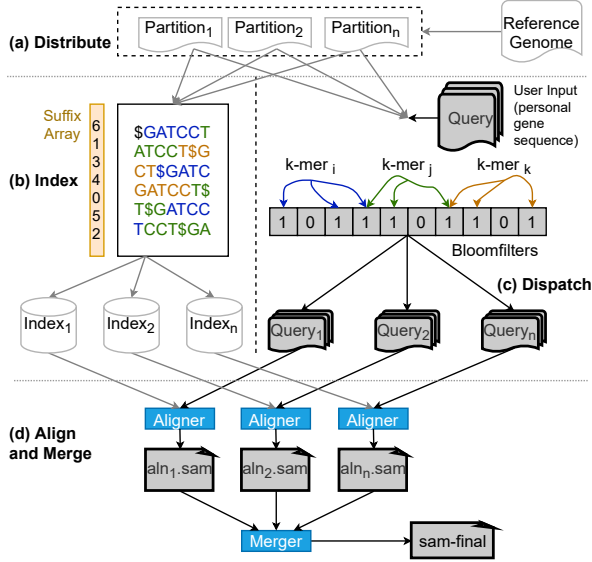 (a) Distribute
Partition1
Partition2
Partitionn
Reference
Genome
Suffix
Array
6
1
3
4
0
5
2
$GATCCT
ATCCT$G
CT$GATC
GATCCT$
T$GATCC
TCCT$GA
(b) Index
Query
User Input
(personal
gene
sequence)
k-mer i
k-mer j
k-mer k
1 0 1 1 1 0 1 1 0 1
Bloomfilters
(c) Dispatch
Index1
Index2
Indexn
Query1
Query2
Queryn
(d) Align
and Merge
Aligner
Aligner
Aligner
aln1.sam
aln2.sam
alnn.sam
Merger
sam-final